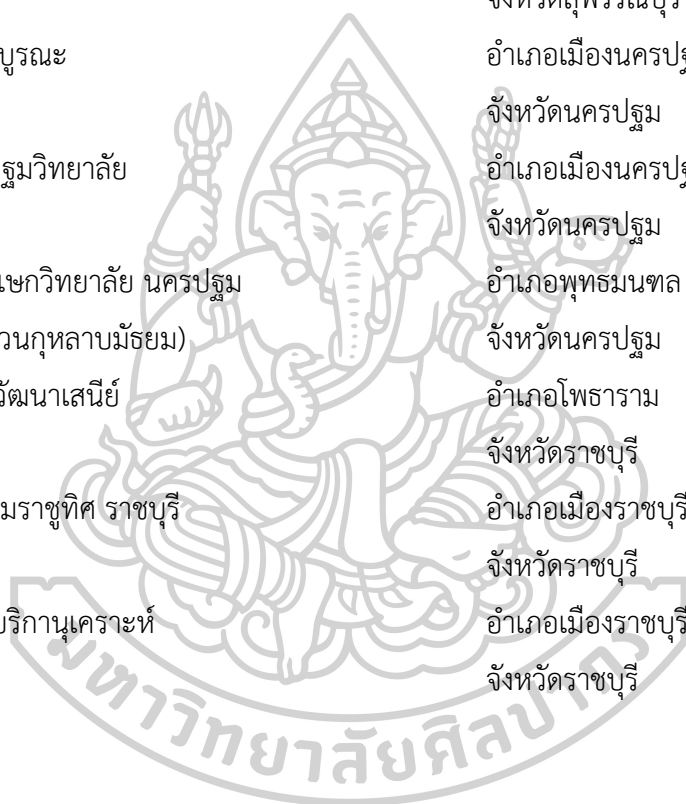 จังหวัดสุพรรณบุรี
บูรณะ อำเภอเมืองนครปฐ
จังหวัดนครปฐม
ฐมวิทยาลัย อำเภอเมืองนครปฐ
จังหวัดนครปฐม
เษกวิทยาลัย นครปฐม อำเภอพุทธมนฑล
วนกุหลาบมัธยม) จังหวัดนครปฐม
วัฒนาเสนีย์ อำเภอโพธาราม
จังหวัดราชบุรี
มราชูทิศ ราชบุรี อำเภอเมืองราชบุรี
จังหวัดราชบุรี
บริกานุเคราะห์ อำเภอเมืองราชบุรี
จังหวัดราชบุรี
มหาวิทยาลัยศิลปากร